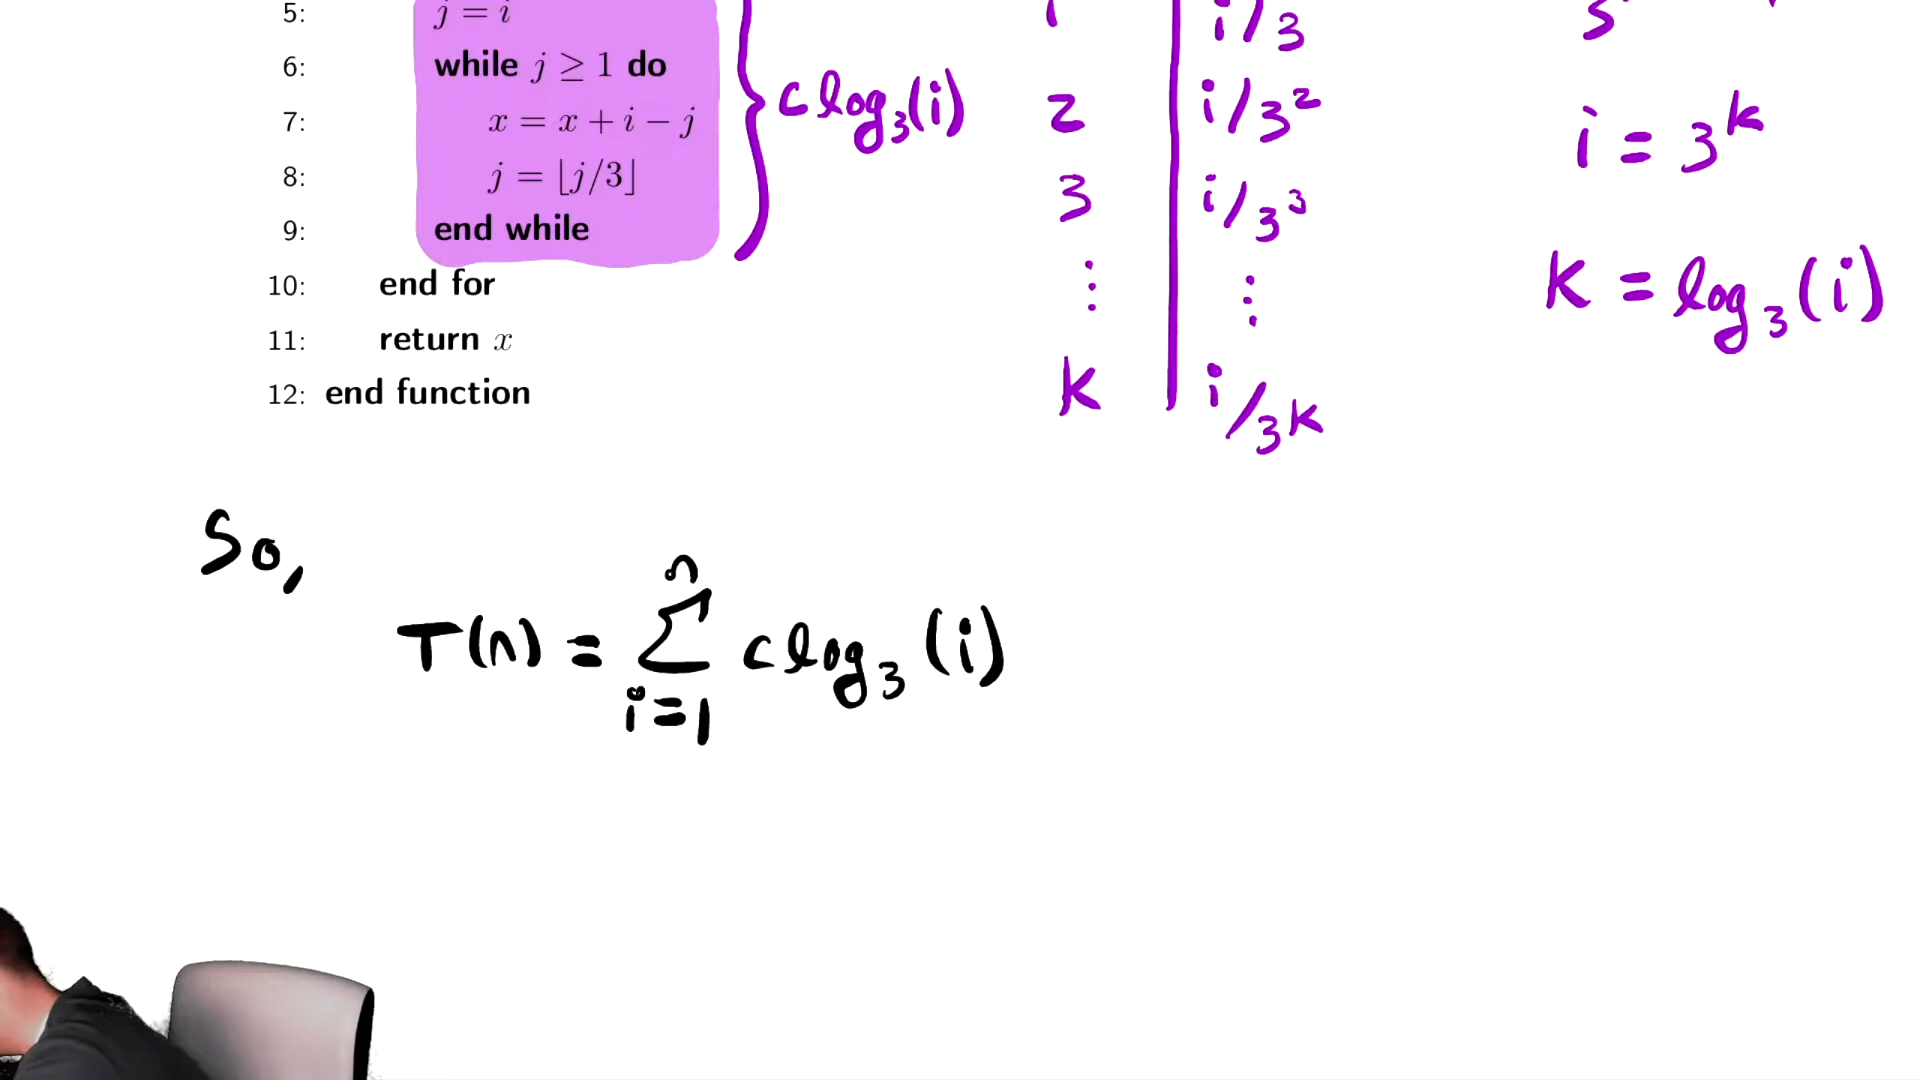 5: j = i
6: while j ≥ 1 do
7: x = x + i − j
8: j = ⌊j/3⌋
9: end while
10: end for
11: return x
12: end function
c log₃(i)
i/3
2 i/3²
3 i/3³
⋮ ⋮
k i/3k
i = 3ᵏ
k = log₃(i)
So,
T(n) = ∑ⁿᵢ₌₁ c log₃(i)